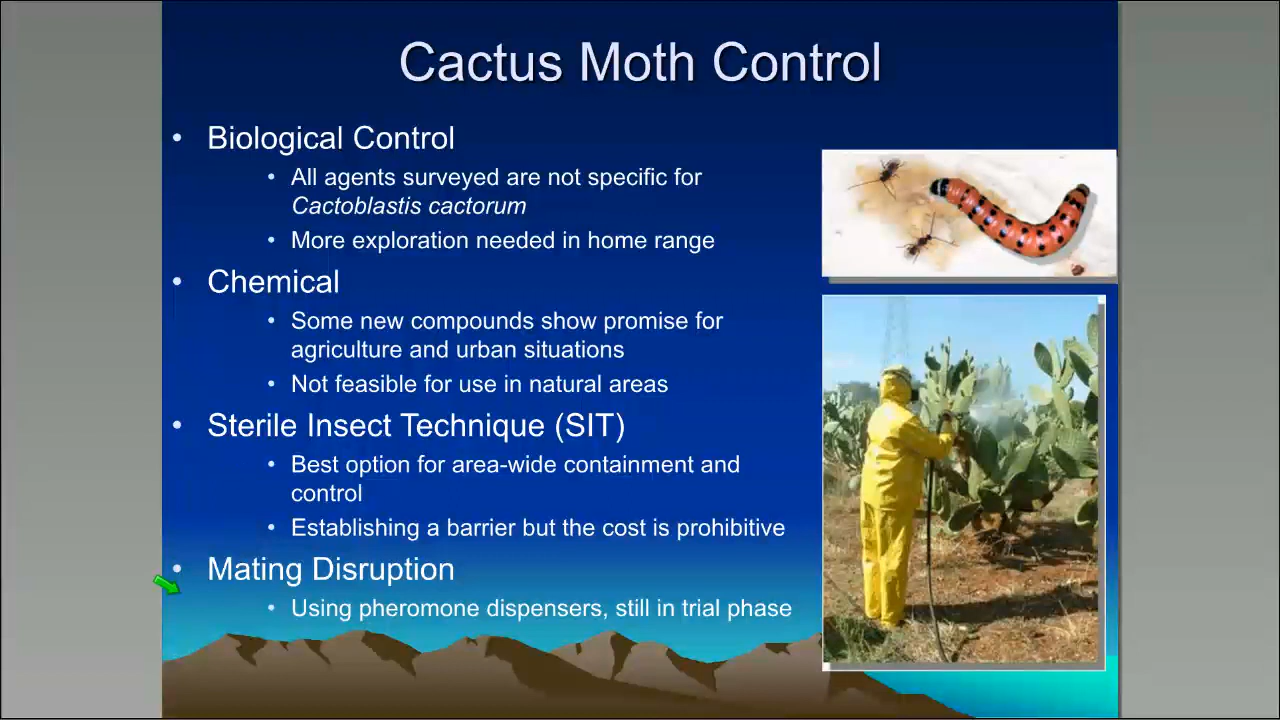 Cactus Moth Control
• Biological Control
• All agents surveyed are not specific for
Cactoblastis cactorum
• More exploration needed in home range
• Chemical
• Some new compounds show promise for
agriculture and urban situations
• Not feasible for use in natural areas
• Sterile Insect Technique (SIT)
• Best option for area-wide containment and
control
• Establishing a barrier but the cost is prohibitive
• Mating Disruption
• Using pheromone dispensers, still in trial phase